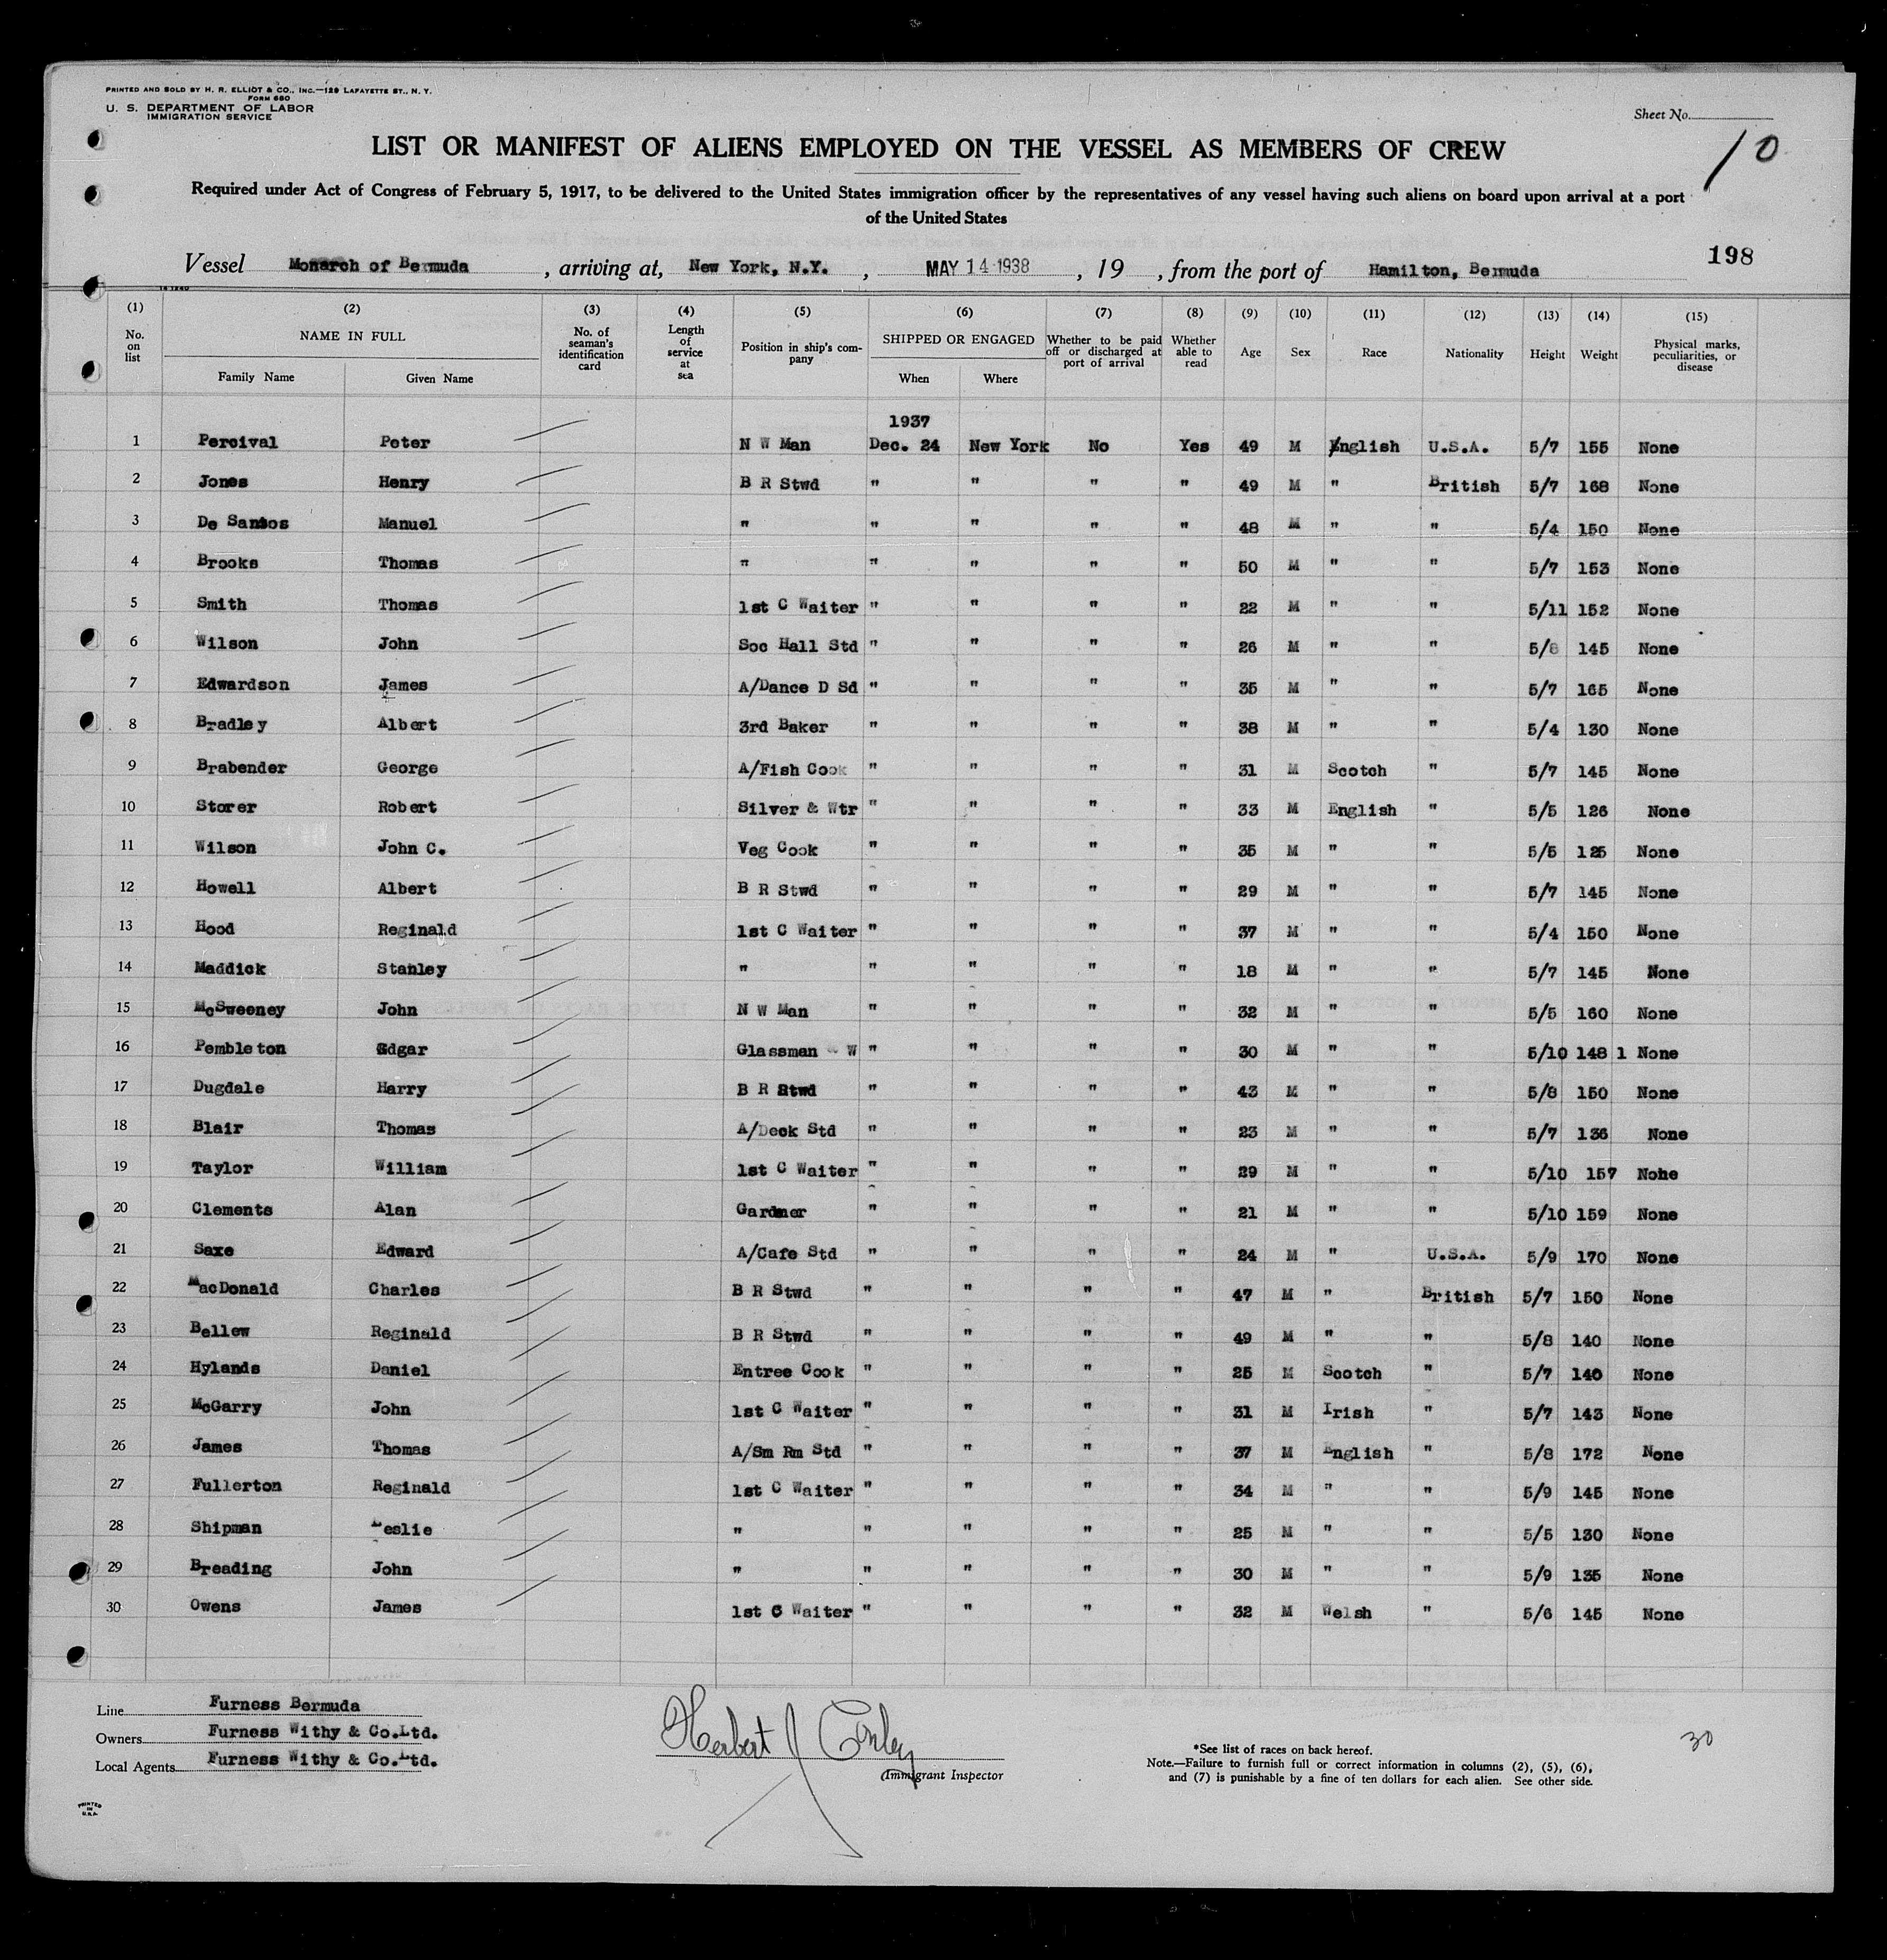 PRINTED AND SOLD BY H. R. ELLIOT & CO., INC.—129 LAFAYETTE ST., N. Y.
FORM 680
U. S. DEPARTMENT OF LABOR
IMMIGRATION SERVICE
Sheet No.
10
LIST OR MANIFEST OF ALIENS EMPLOYED ON THE VESSEL AS MEMBERS OF CREW
Required under Act of Congress of February 5, 1917, to be delivered to the United States immigration officer by the representatives of any vessel having such aliens on board upon arrival at a port
of the United States
198
Vessel Monarch of Bermuda , arriving at, New York, N.Y. , MAY 14 1938 , 19 , from the port of Hamilton, Bermuda
(1) (2) (3) (4) (5) (6) (7) (8) (9) (10) (11) (12) (13) (14) (15)
No. on list NAME IN FULL Family Name Given Name No. of seaman's identification card Length of service at sea Position in ship's company SHIPPED OR ENGAGED When Where Whether to be paid off or discharged at port of arrival Whether able to read Age Sex Race Nationality Height Weight Physical marks, peculiarities, or disease
1937
1 Percival Peter N W Man Dec. 24 New York No Yes 49 M English U.S.A. 5/7 155 None
2 Jones Henry B R Stwd " " " " 49 M " British 5/7 168 None
3 De Santos Manuel " " " " " 48 M " " 5/4 150 None
4 Brooks Thomas " " " " " 50 M " " 5/7 153 None
5 Smith Thomas 1st C Waiter " " " " 22 M " " 5/11 152 None
6 Wilson John Soc Hall Std " " " " 26 M " " 5/8 145 None
7 Edwardson James A/Dance D Sd " " " " 35 M " " 5/7 165 None
8 Bradley Albert 3rd Baker " " " " 38 M " " 5/4 130 None
9 Brabender George A/Fish Cook " " " " 31 M Scotch " 5/7 145 None
10 Storer Robert Silver & Wtr " " " " 33 M English " 5/5 126 None
11 Wilson John C. Veg Cook " " " " 35 M " " 5/5 125 None
12 Howell Albert B R Stwd " " " " 29 M " " 5/7 145 None
13 Hood Reginald 1st C Waiter " " " " 37 M " " 5/4 150 None
14 Maddick Stanley " " " " " 18 M " " 5/7 145 None
15 McSweeney John N W Man " " " " 32 M " " 5/5 160 None
16 Pembleton Edgar Glassman W " " " " 30 M " " 5/10 148 1 None
17 Dugdale Harry B R Stwd " " " " 43 M " " 5/8 150 None
18 Blair Thomas A/Deck Std " " " " 23 M " " 5/7 136 None
19 Taylor William 1st C Waiter " " " " 29 M " " 5/10 157 None
20 Clements Alan Gardner " " " " 21 M " " 5/10 159 None
21 Saxe Edward A/Cafe Std " " " " 24 M " U.S.A. 5/9 170 None
22 MacDonald Charles B R Stwd " " " " 47 M " British 5/7 150 None
23 Bellew Reginald B R Stwd " " " " 49 M " " 5/8 140 None
24 Hylands Daniel Entree Cook " " " " 25 M Scotch " 5/7 140 None
25 McGarry John 1st C Waiter " " " " 31 M Irish " 5/7 143 None
26 James Thomas A/Sm Rm Std " " " " 37 M English " 5/8 172 None
27 Fullerton Reginald 1st C Waiter " " " " 34 M " " 5/9 145 None
28 Shipman Leslie " " " " " 25 M " " 5/5 130 None
29 Breading John " " " " " 30 M " " 5/9 135 None
30 Owens James 1st C Waiter " " " " 32 M Welsh " 5/6 145 None
Line Furness Bermuda
Owners Furness Withy & Co.Ltd.
Local Agents Furness Withy & Co.Ltd.
Herbert J
Immigrant Inspector
*See list of races on back hereof.
Note.—Failure to furnish full or correct information in columns (2), (5), (6),
and (7) is punishable by a fine of ten dollars for each alien. See other side.
30
PRINTED
IN
U.S.A.